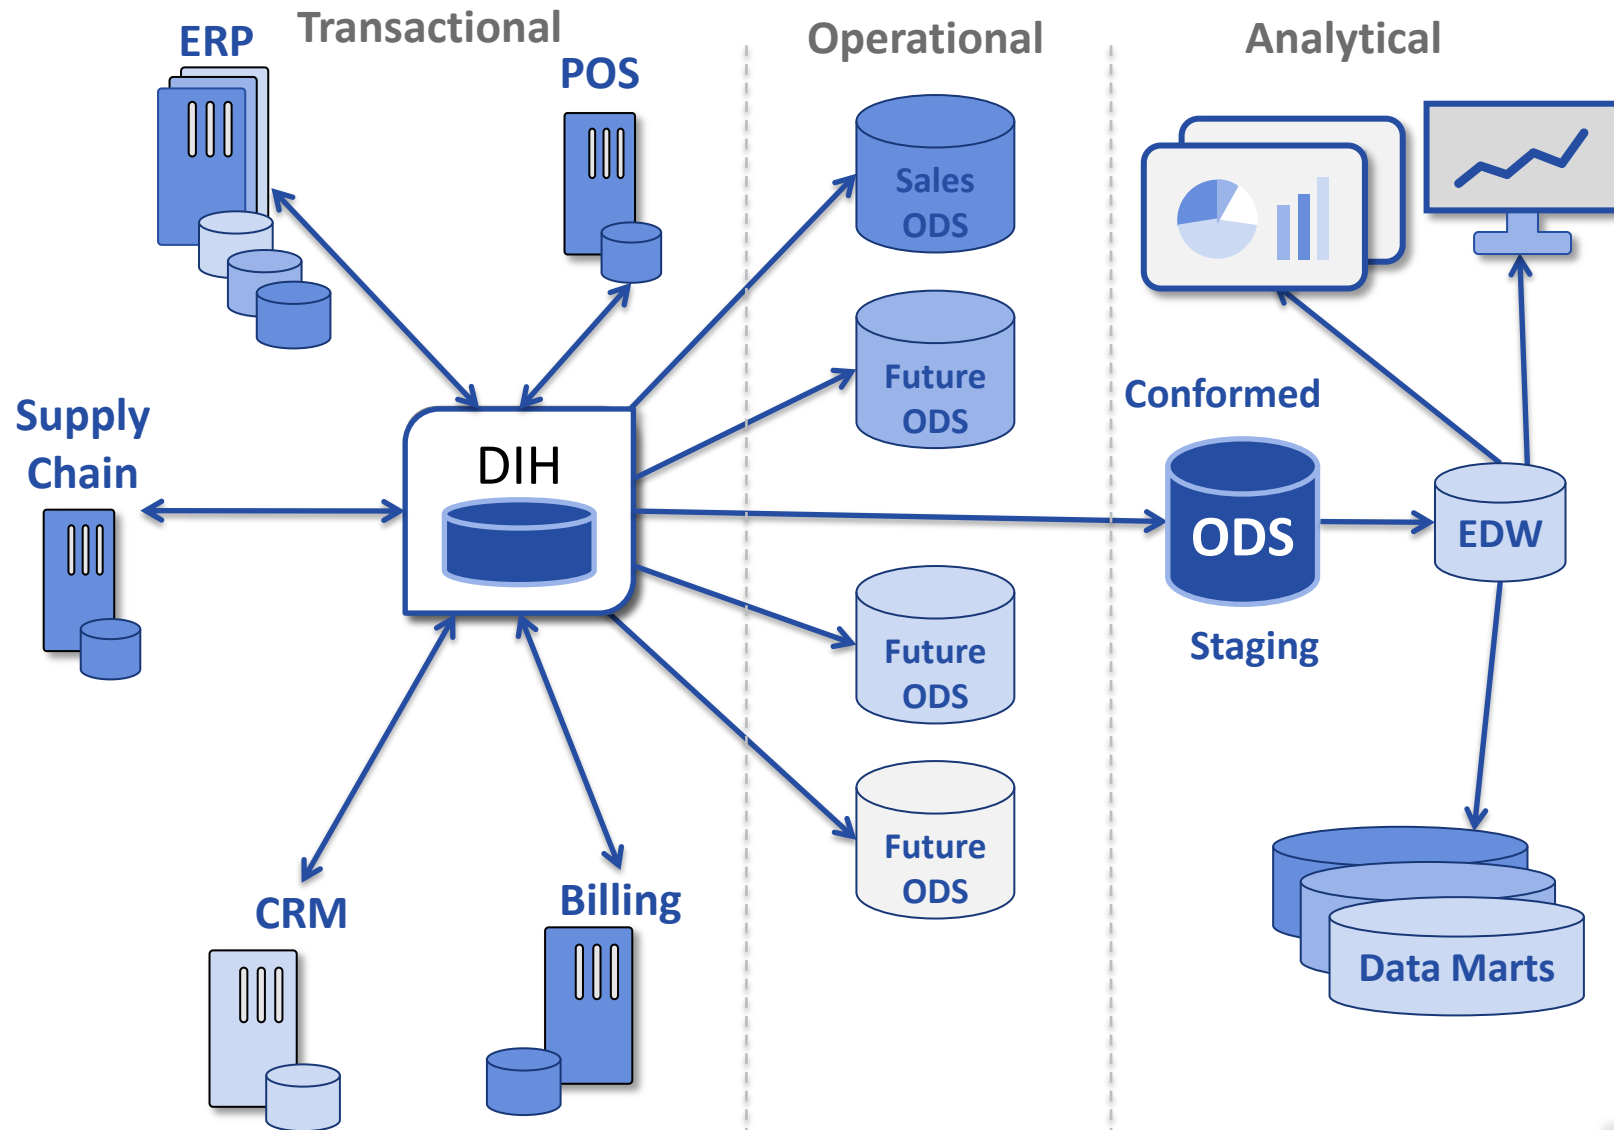 Transactional
Operational
Analytical
ERP
POS
Supply
Chain
DIH
CRM
Billing
Sales
ODS
Future
ODS
Future
ODS
Future
ODS
Conformed
ODS
Staging
EDW
Data Marts